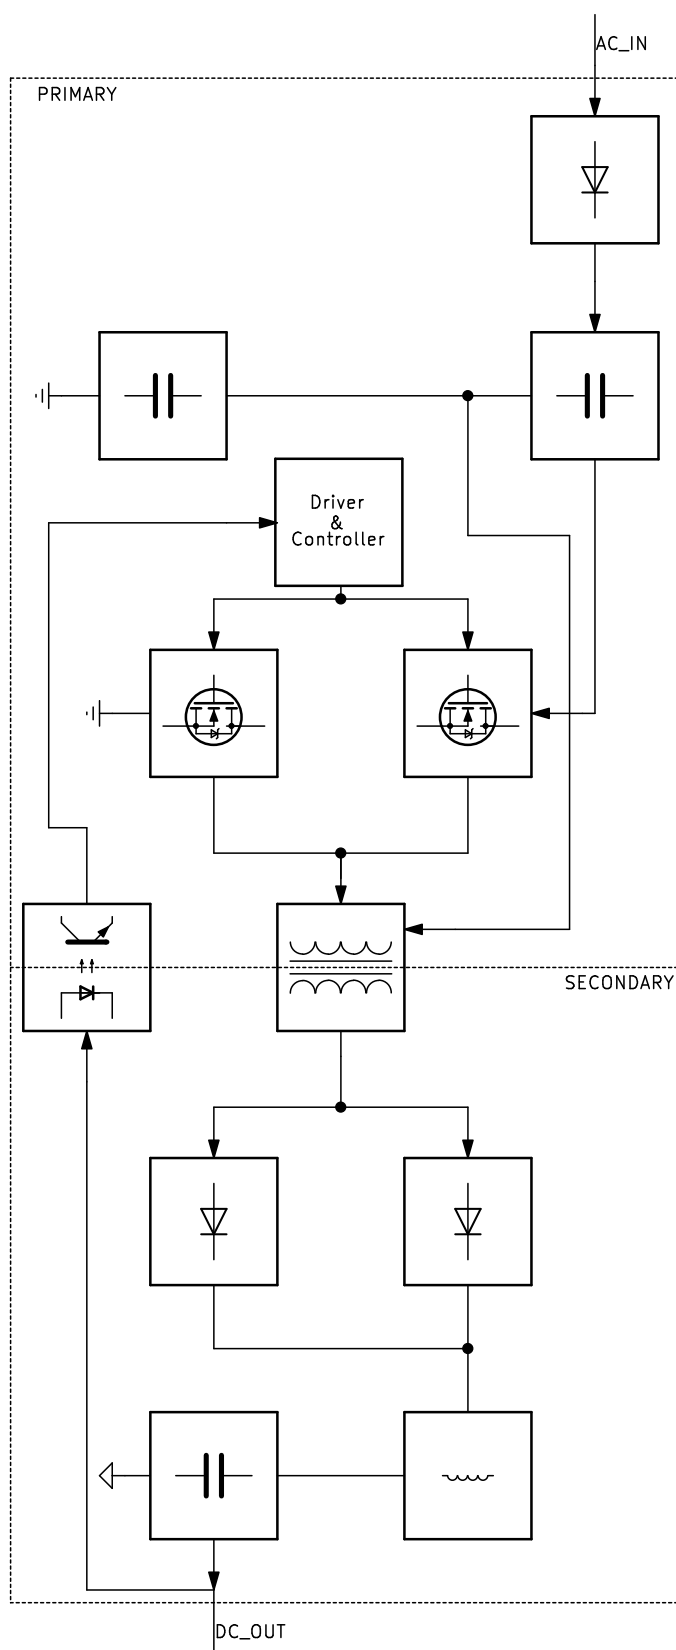 AC_IN
PRIMARY
Driver
&
Controller
SECONDARY
DC_OUT